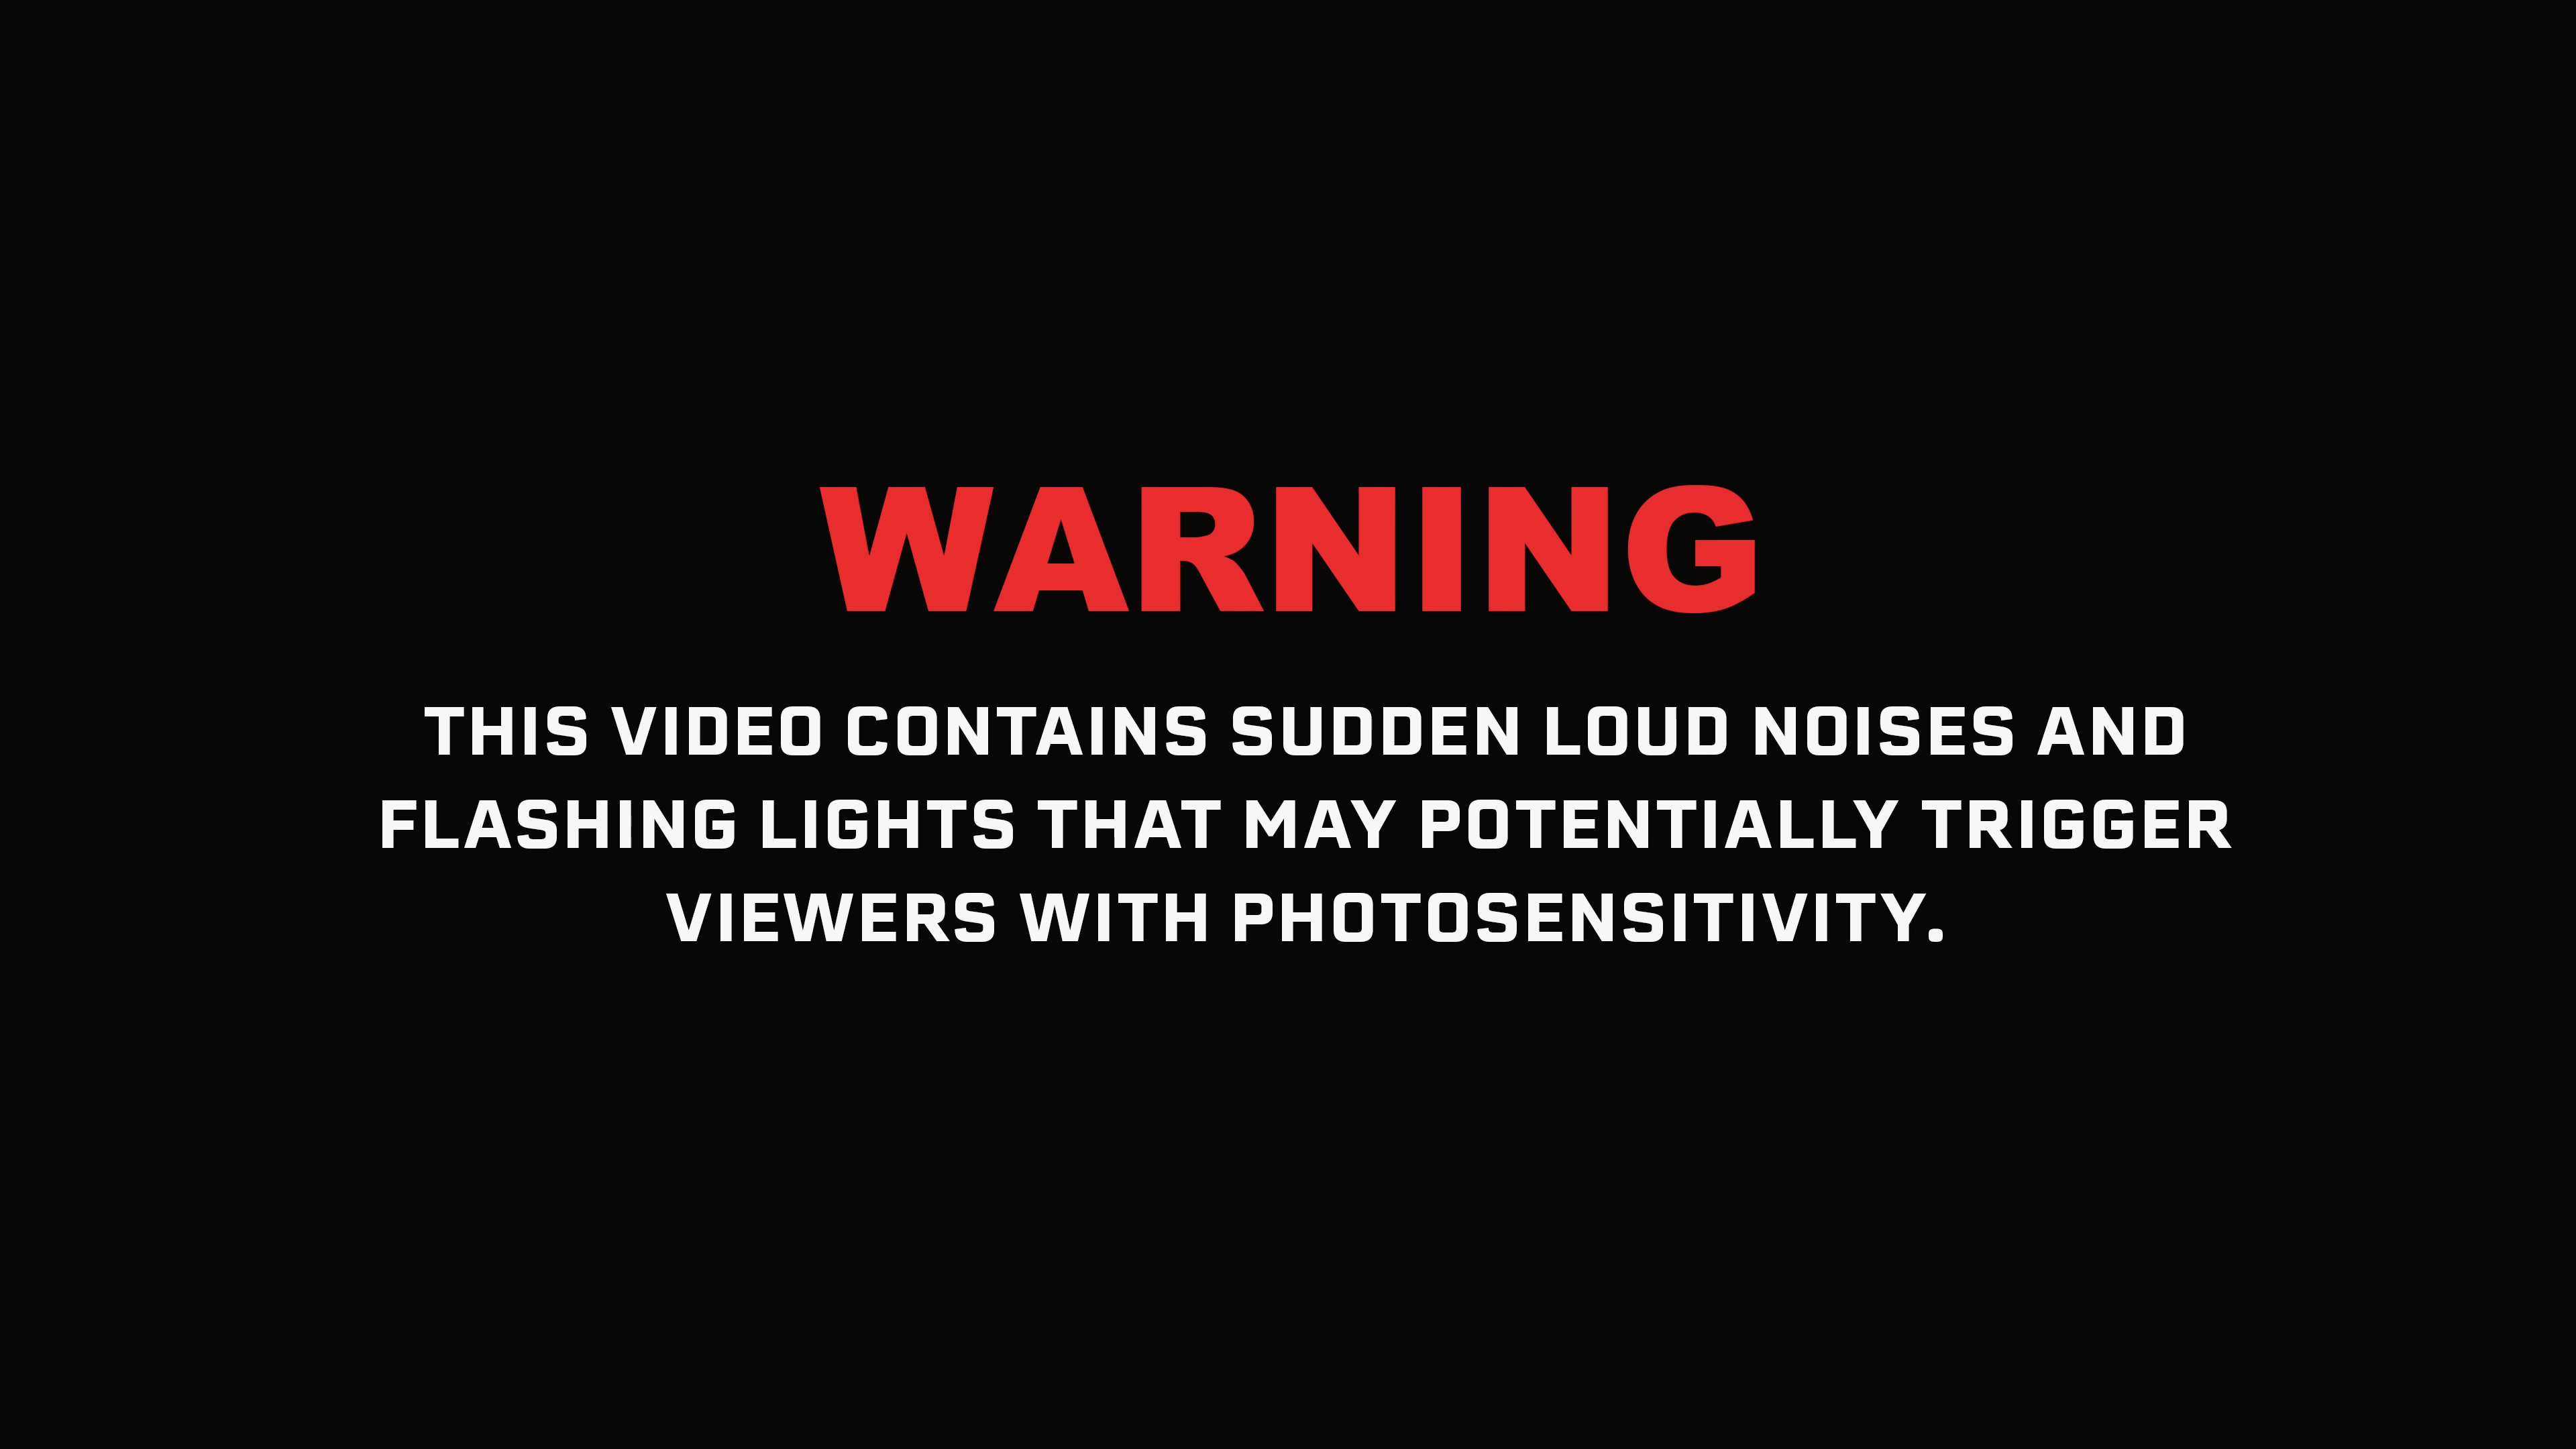 WARNING
THIS VIDEO CONTAINS SUDDEN LOUD NOISES AND
FLASHING LIGHTS THAT MAY POTENTIALLY TRIGGER
VIEWERS WITH PHOTOSENSITIVITY.